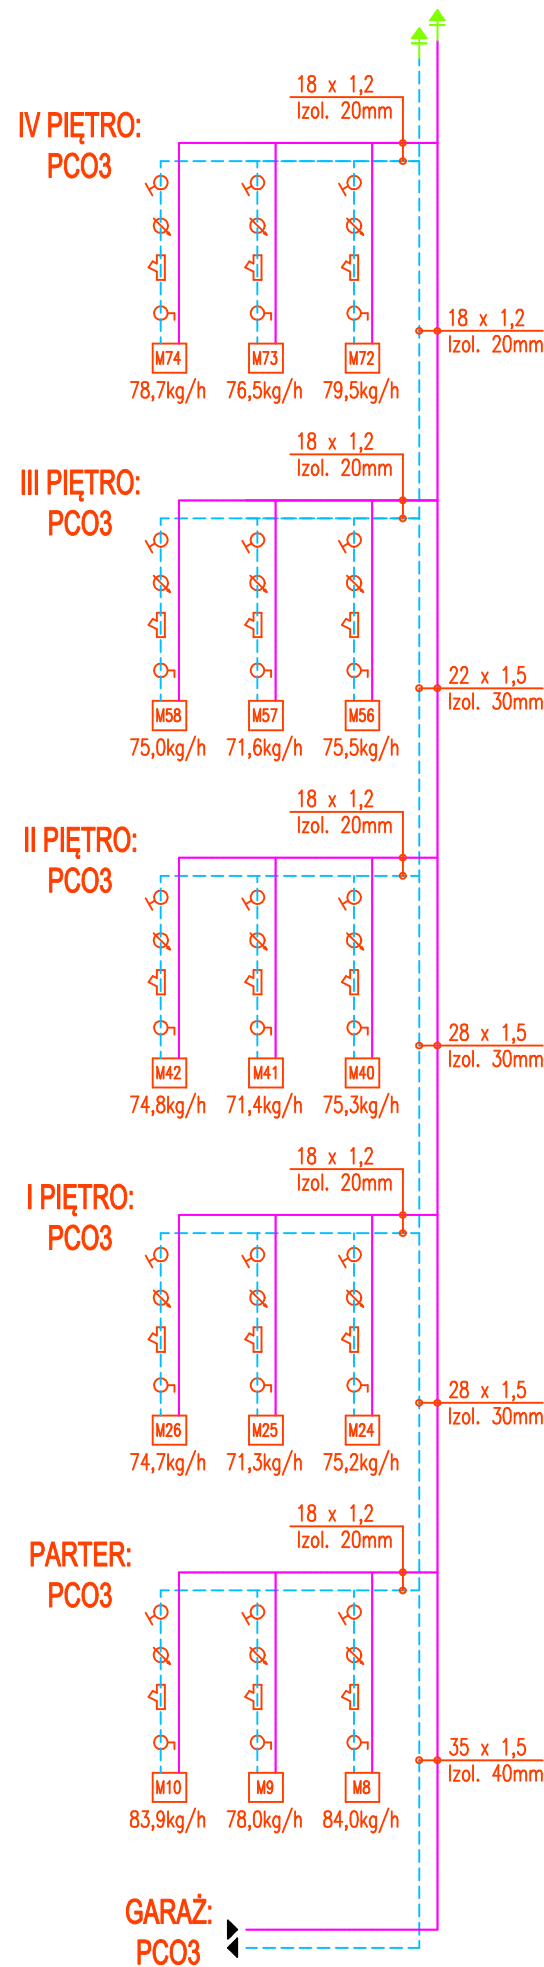 18 x 1,2
Izol. 20mm
IV PIĘTRO:
PCO3
18 x 1,2
Izol. 20mm
M74 M73 M72
78,7kg/h 76,5kg/h 79,5kg/h
18 x 1,2
Izol. 20mm
III PIĘTRO:
PCO3
22 x 1,5
Izol. 30mm
M58 M57 M56
75,0kg/h 71,6kg/h 75,5kg/h
18 x 1,2
Izol. 20mm
II PIĘTRO:
PCO3
28 x 1,5
Izol. 30mm
M42 M41 M40
74,8kg/h 71,4kg/h 75,3kg/h
18 x 1,2
Izol. 20mm
I PIĘTRO:
PCO3
28 x 1,5
Izol. 30mm
M26 M25 M24
74,7kg/h 71,3kg/h 75,2kg/h
18 x 1,2
Izol. 20mm
PARTER:
PCO3
35 x 1,5
Izol. 40mm
M10 M9 M8
83,9kg/h 78,0kg/h 84,0kg/h
GARAŻ:
PCO3